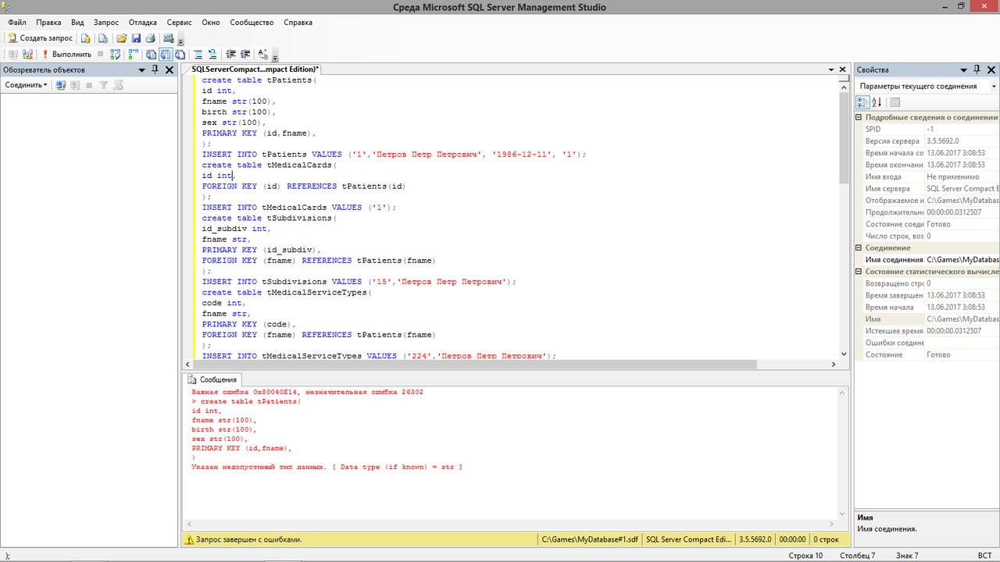 Среда Microsoft SQL Server Management Studio
Файл Правка Вид Запрос Отладка Сервис Окно Сообщество Справка
Создать запрос
Выполнить
Обозреватель объектов
Соединить
SQLServerCompact...mpact Edition)*
create table tPatients(
id int,
fname str(100),
birth str(100),
sex str(100),
PRIMARY KEY (id,fname),
);
INSERT INTO tPatients VALUES ('1','Петров Петр Петрович', '1986-12-11', '1');
create table tMedicalCards(
id int,
FOREIGN KEY (id) REFERENCES tPatients(id)
);
INSERT INTO tMedicalCards VALUES ('1');
create table tSubdivisions(
id_subdiv int,
fname str,
PRIMARY KEY (id_subdiv),
FOREIGN KEY (fname) REFERENCES tPatients(fname)
);
INSERT INTO tSubdivisions VALUES ('15','Петров Петр Петрович');
create table tMedicalServiceTypes(
code int,
fname str,
PRIMARY KEY (code),
FOREIGN KEY (fname) REFERENCES tPatients(fname)
);
INSERT INTO tMedicalServiceTypes VALUES ('224','Петров Петр Петрович');
Сообщения
Важная ошибка 0x80040E14, незначительная ошибка 26302
> create table tPatients(
id int,
fname str(100),
birth str(100),
sex str(100),
PRIMARY KEY (id,fname),
)
Указан недопустимый тип данных. [ Data type (if known) = str ]
Запрос завершен с ошибками. C:\Games\MyDatabase#1.sdf SQL Server Compact Edi... 3.5.5692.0 00:00:00 0 строк
Свойства
Параметры текущего соединения
Подробные сведения о соединении
SPID -1
Версия сервера 3.5.5692.0
Время начала со 13.06.2017 3:08:53
Время окончани 13.06.2017 3:08:53
Имя входа Не применимо
Имя сервера SQL Server Compact E
Отображаемое и C:\Games\MyDatabas
Продолжительно 00:00:00.0312507
Состояние соеди Готово
Число строк, воз 0
Соединение
Имя соединения C:\Games\MyDatabas
Состояние статистического вычисле
Возвращено стро 0
Время завершен 13.06.2017 3:08:53
Время начала 13.06.2017 3:08:53
Имя C:\Games\MyDatabas
Истекшее время 00:00:00.0312507
Ошибки соедине
Состояние Готово
Имя
Имя соединения.
); Строка 10 Столбец 7 Знак 7 ВСТ